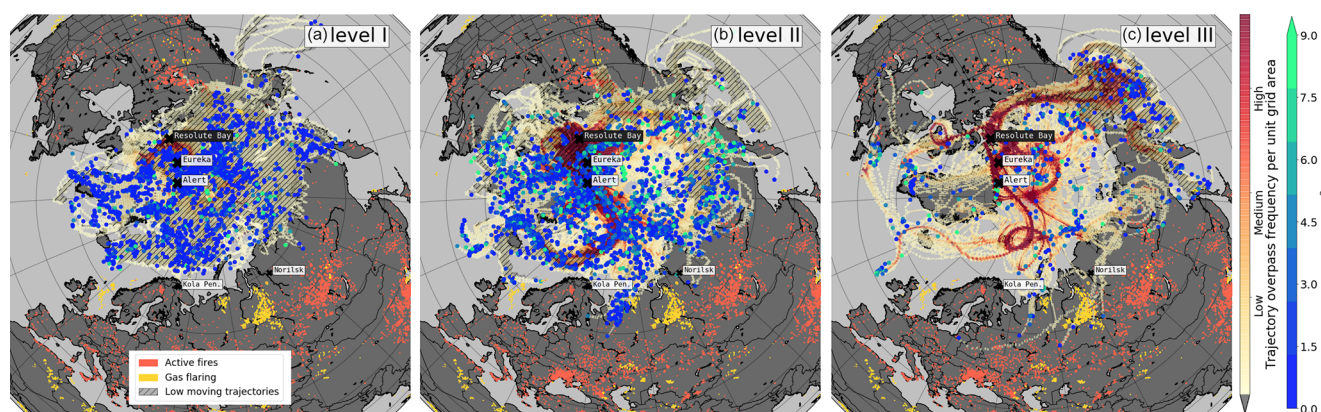 (a) level I
Resolute Bay
Eureka
Alert
Norilsk
Kola Pen.
Active fires
Gas flaring
Low moving trajectories
(b) level II
Resolute Bay
Eureka
Alert
Norilsk
Kola Pen.
(c) level III
Resolute Bay
Eureka
Alert
Norilsk
Kola Pen.
High
Medium
Low
Trajectory overpass frequency per unit grid area
9.0
7.5
6.0
4.5
3.0
1.5
0.0